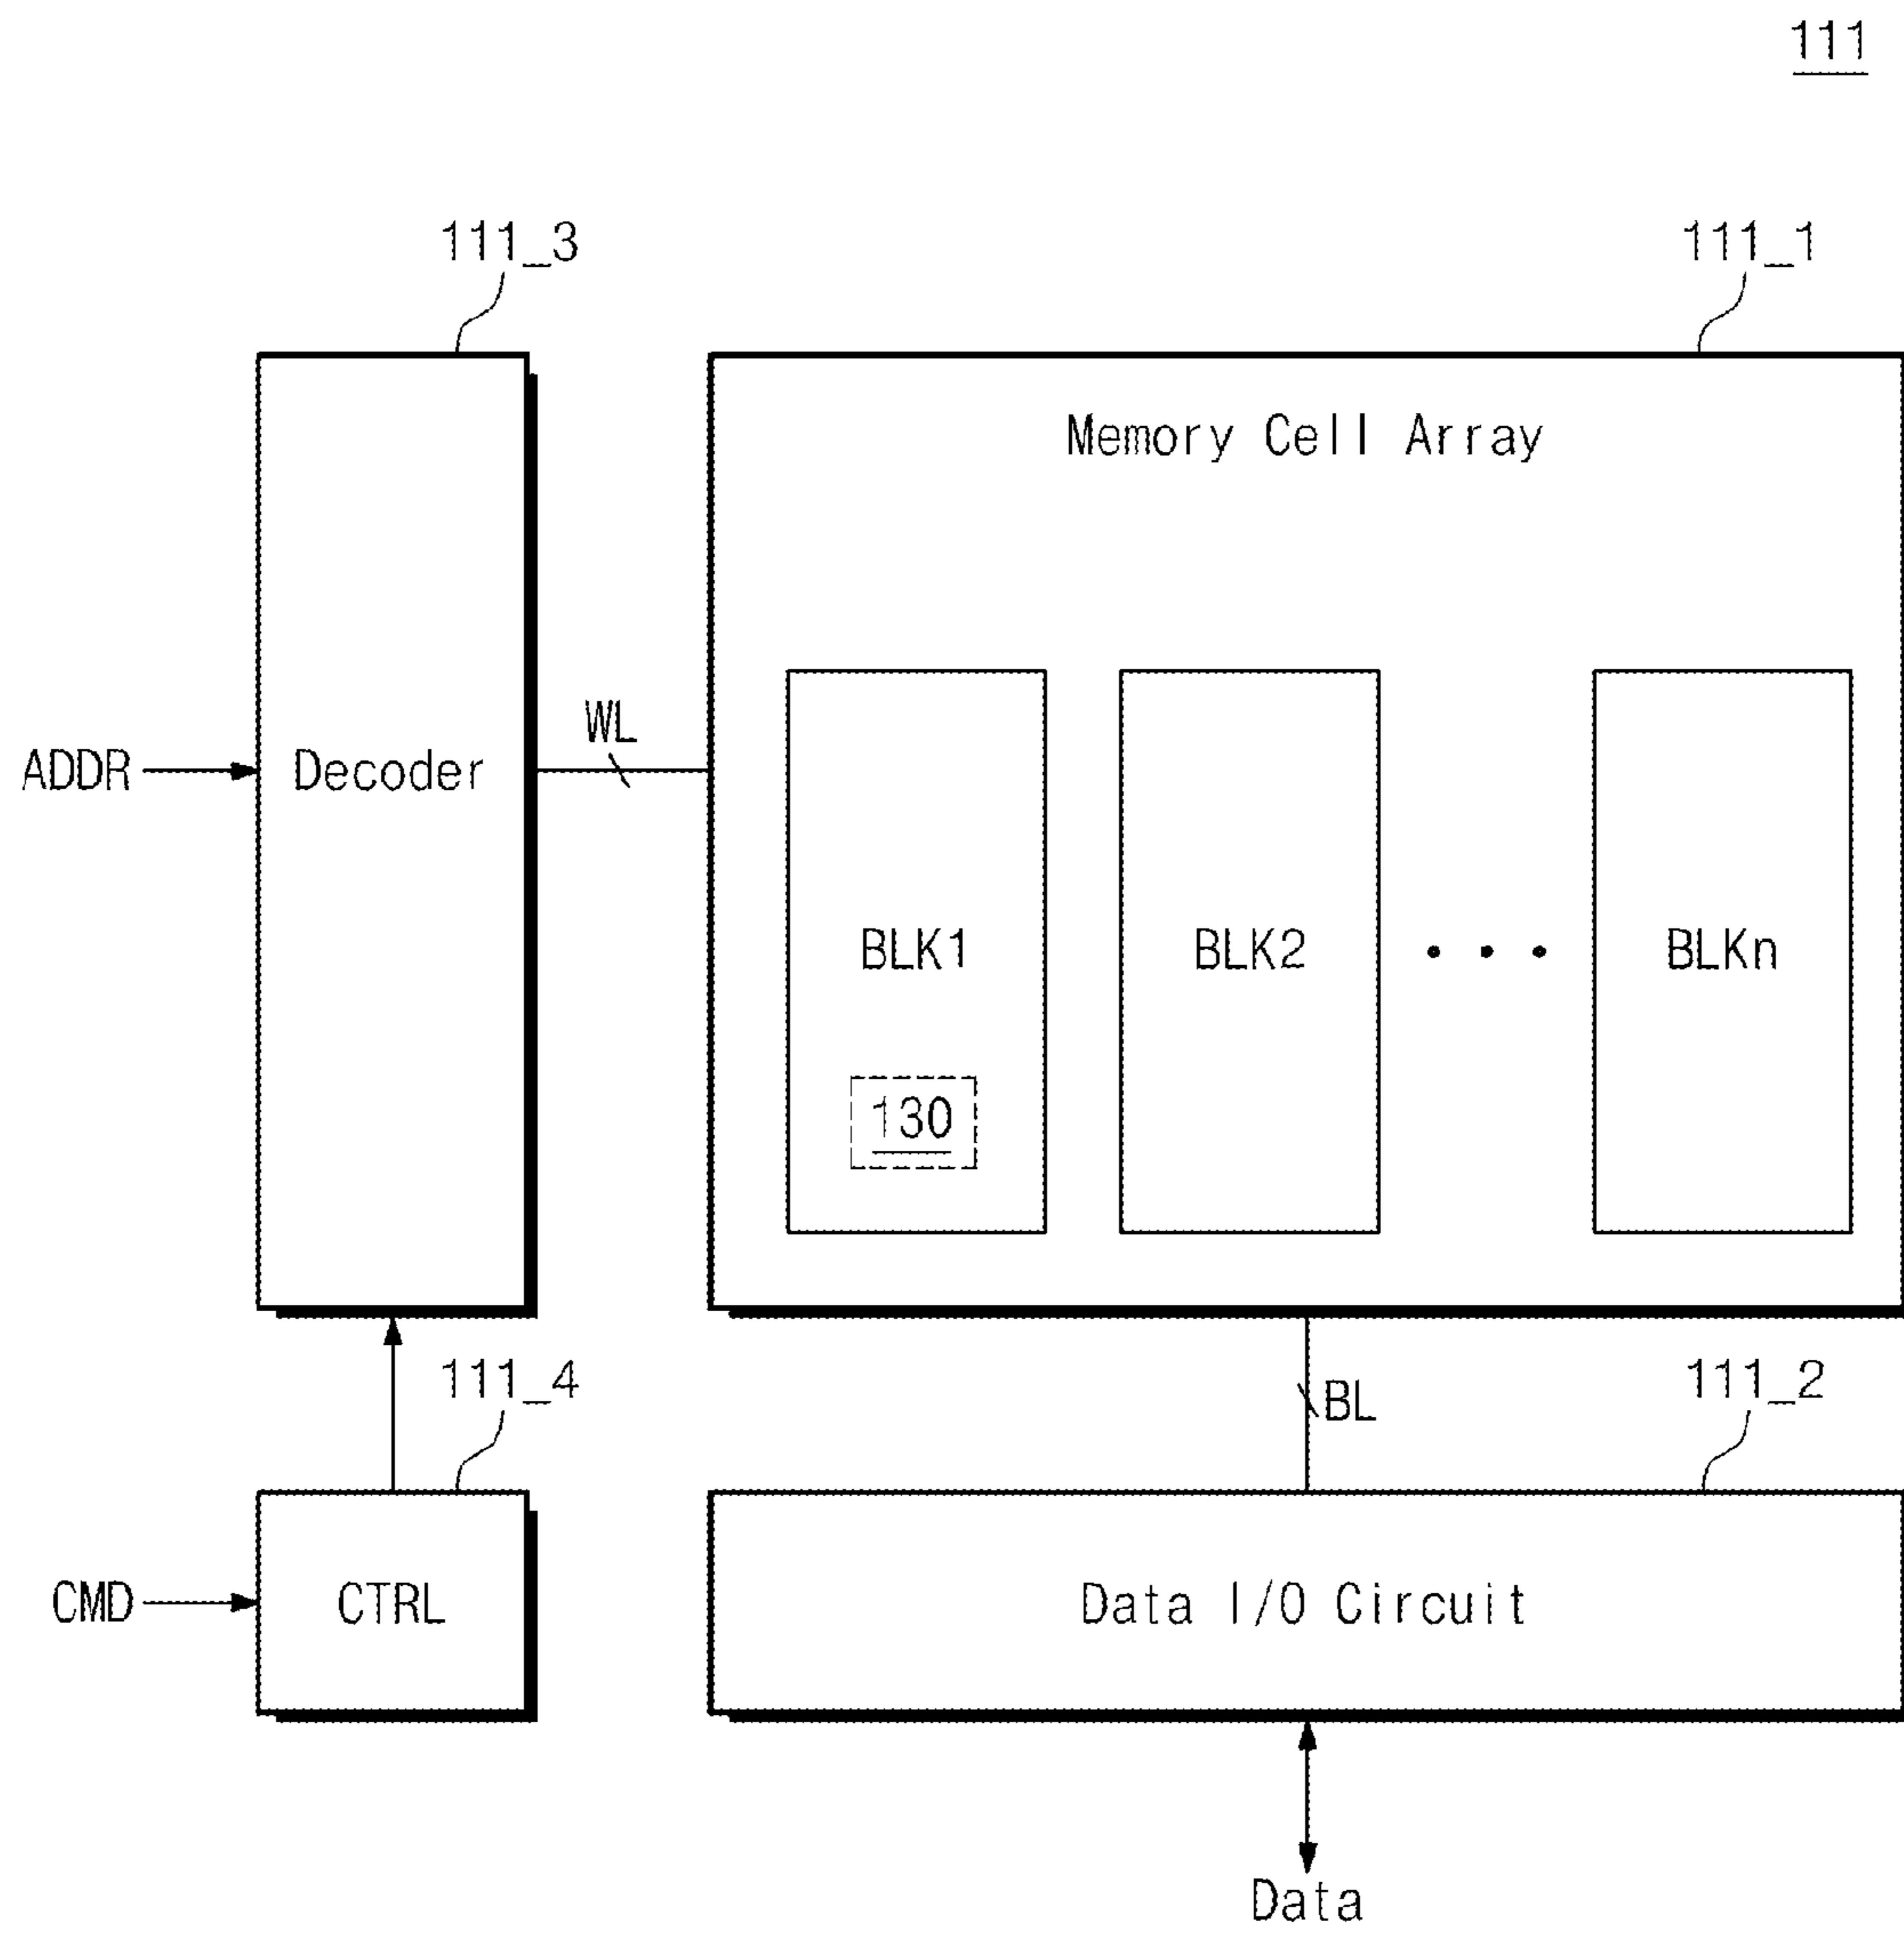 111
111_3
111_1
Memory Cell Array
WL
ADDR
Decoder
BLK1
BLK2
• • •
BLKn
130
111_4
111_2
BL
CMD
CTRL
Data I/O Circuit
Data